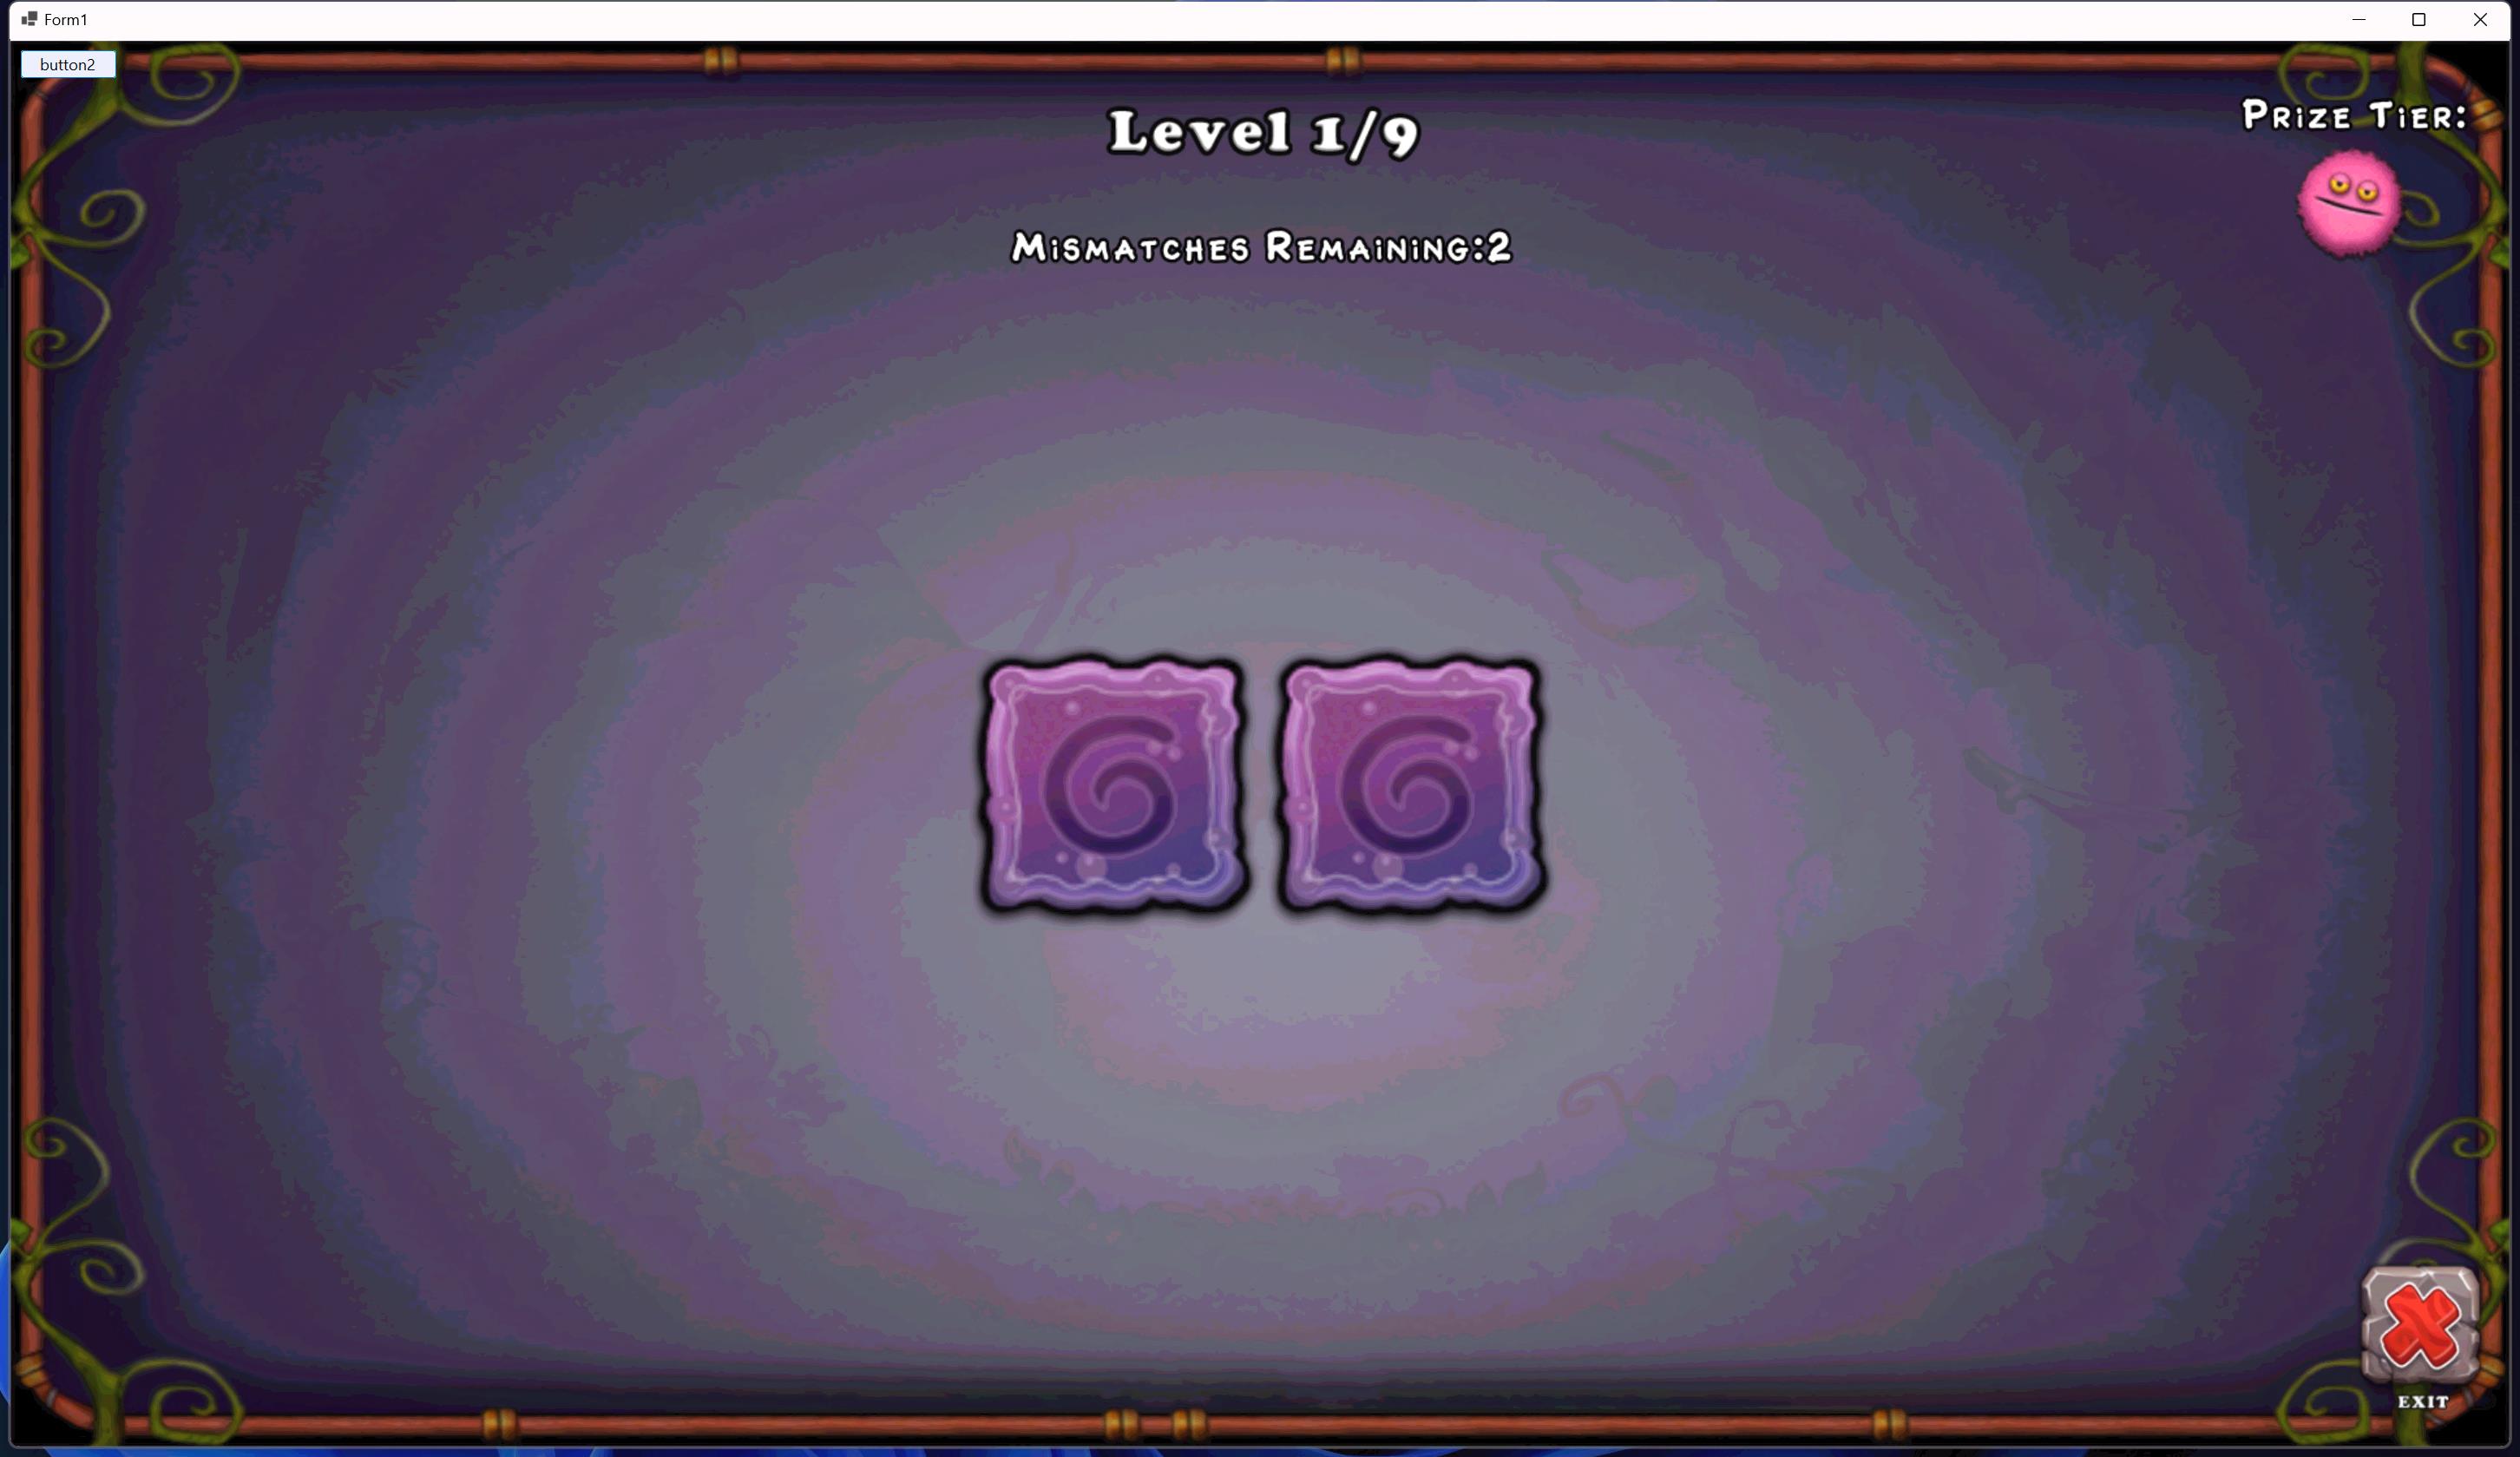 Form1
button2
Level 1/9
Prize Tier:
Mismatches Remaining:2
EXIT